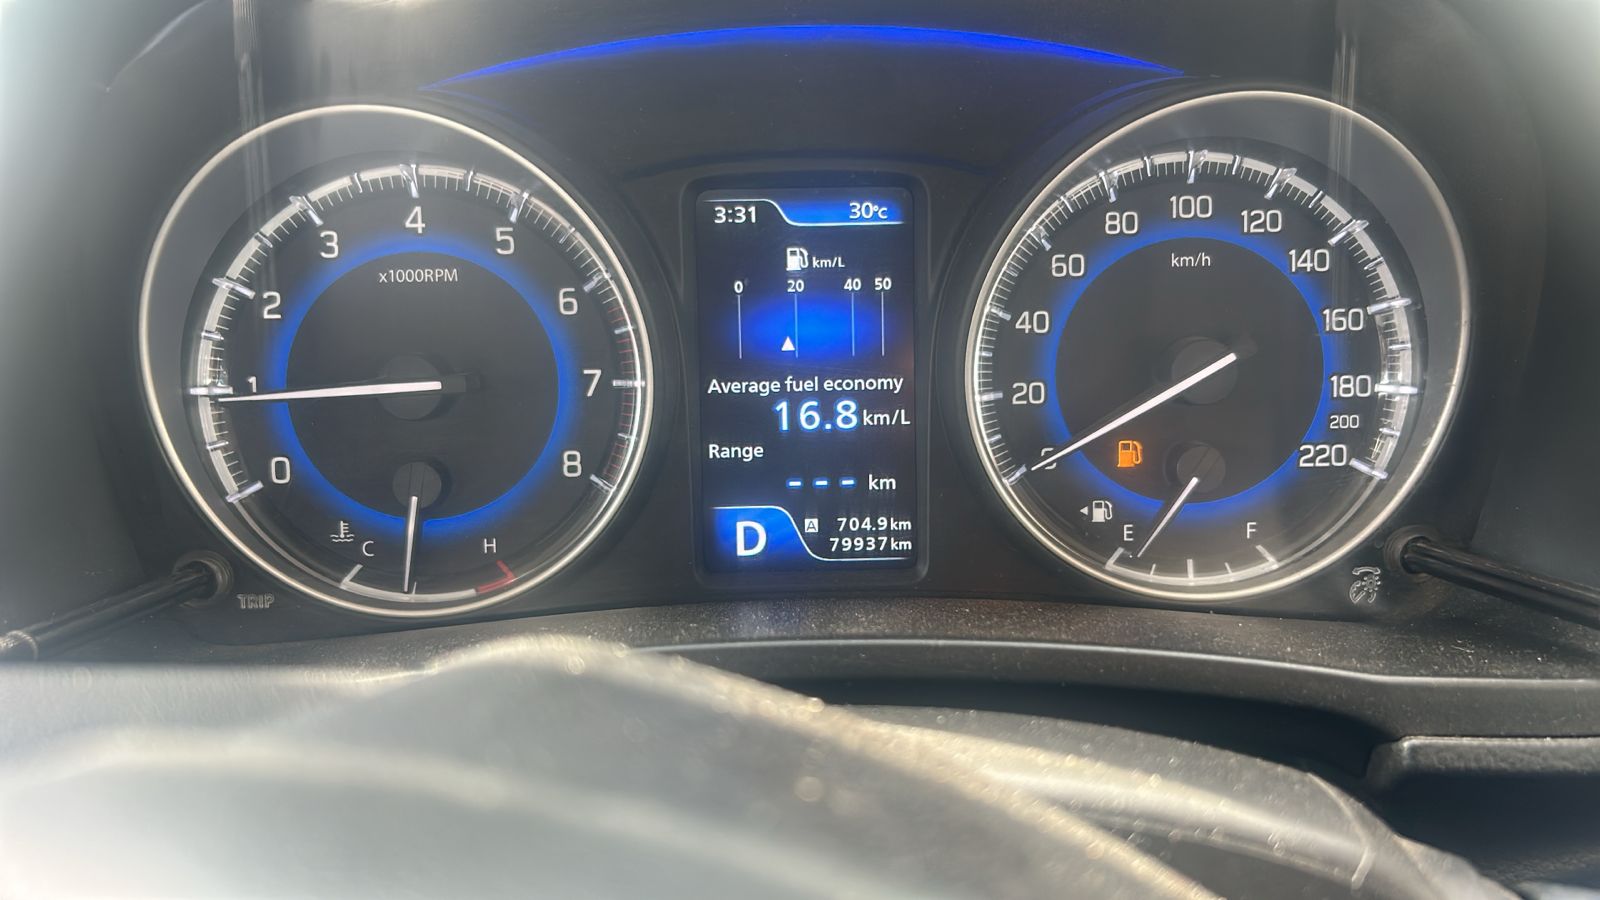 0
1
2
3
4
5
6
7
8
x1000RPM
C
H
TRIP
3:31
30°c
km/L
0 20 40 50
Average fuel economy
16.8 km/L
Range
--- km
D
A 704.9 km
79937 km
0
20
40
60
80
100
120
140
160
180
200
220
km/h
E
F